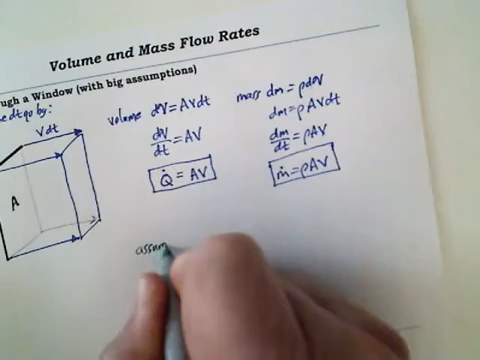 Volume and Mass Flow Rates
ugh a Window (with big assumptions)
e dt go by:
Vdt
A
volume dV = AVdt
dV/dt = AV
Q̇ = AV
mass dm = ρdV
dm = ρAVdt
dm/dt = ρAV
ṁ = ρAV
assum